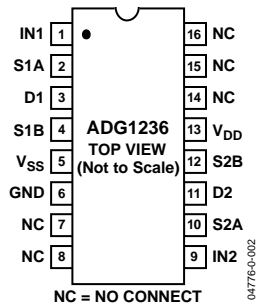 IN1 1
S1A 2
D1 3
S1B 4
VSS 5
GND 6
NC 7
NC 8
ADG1236
TOP VIEW
(Not to Scale)
16 NC
15 NC
14 NC
13 VDD
12 S2B
11 D2
10 S2A
9 IN2
NC = NO CONNECT
04776-0-002